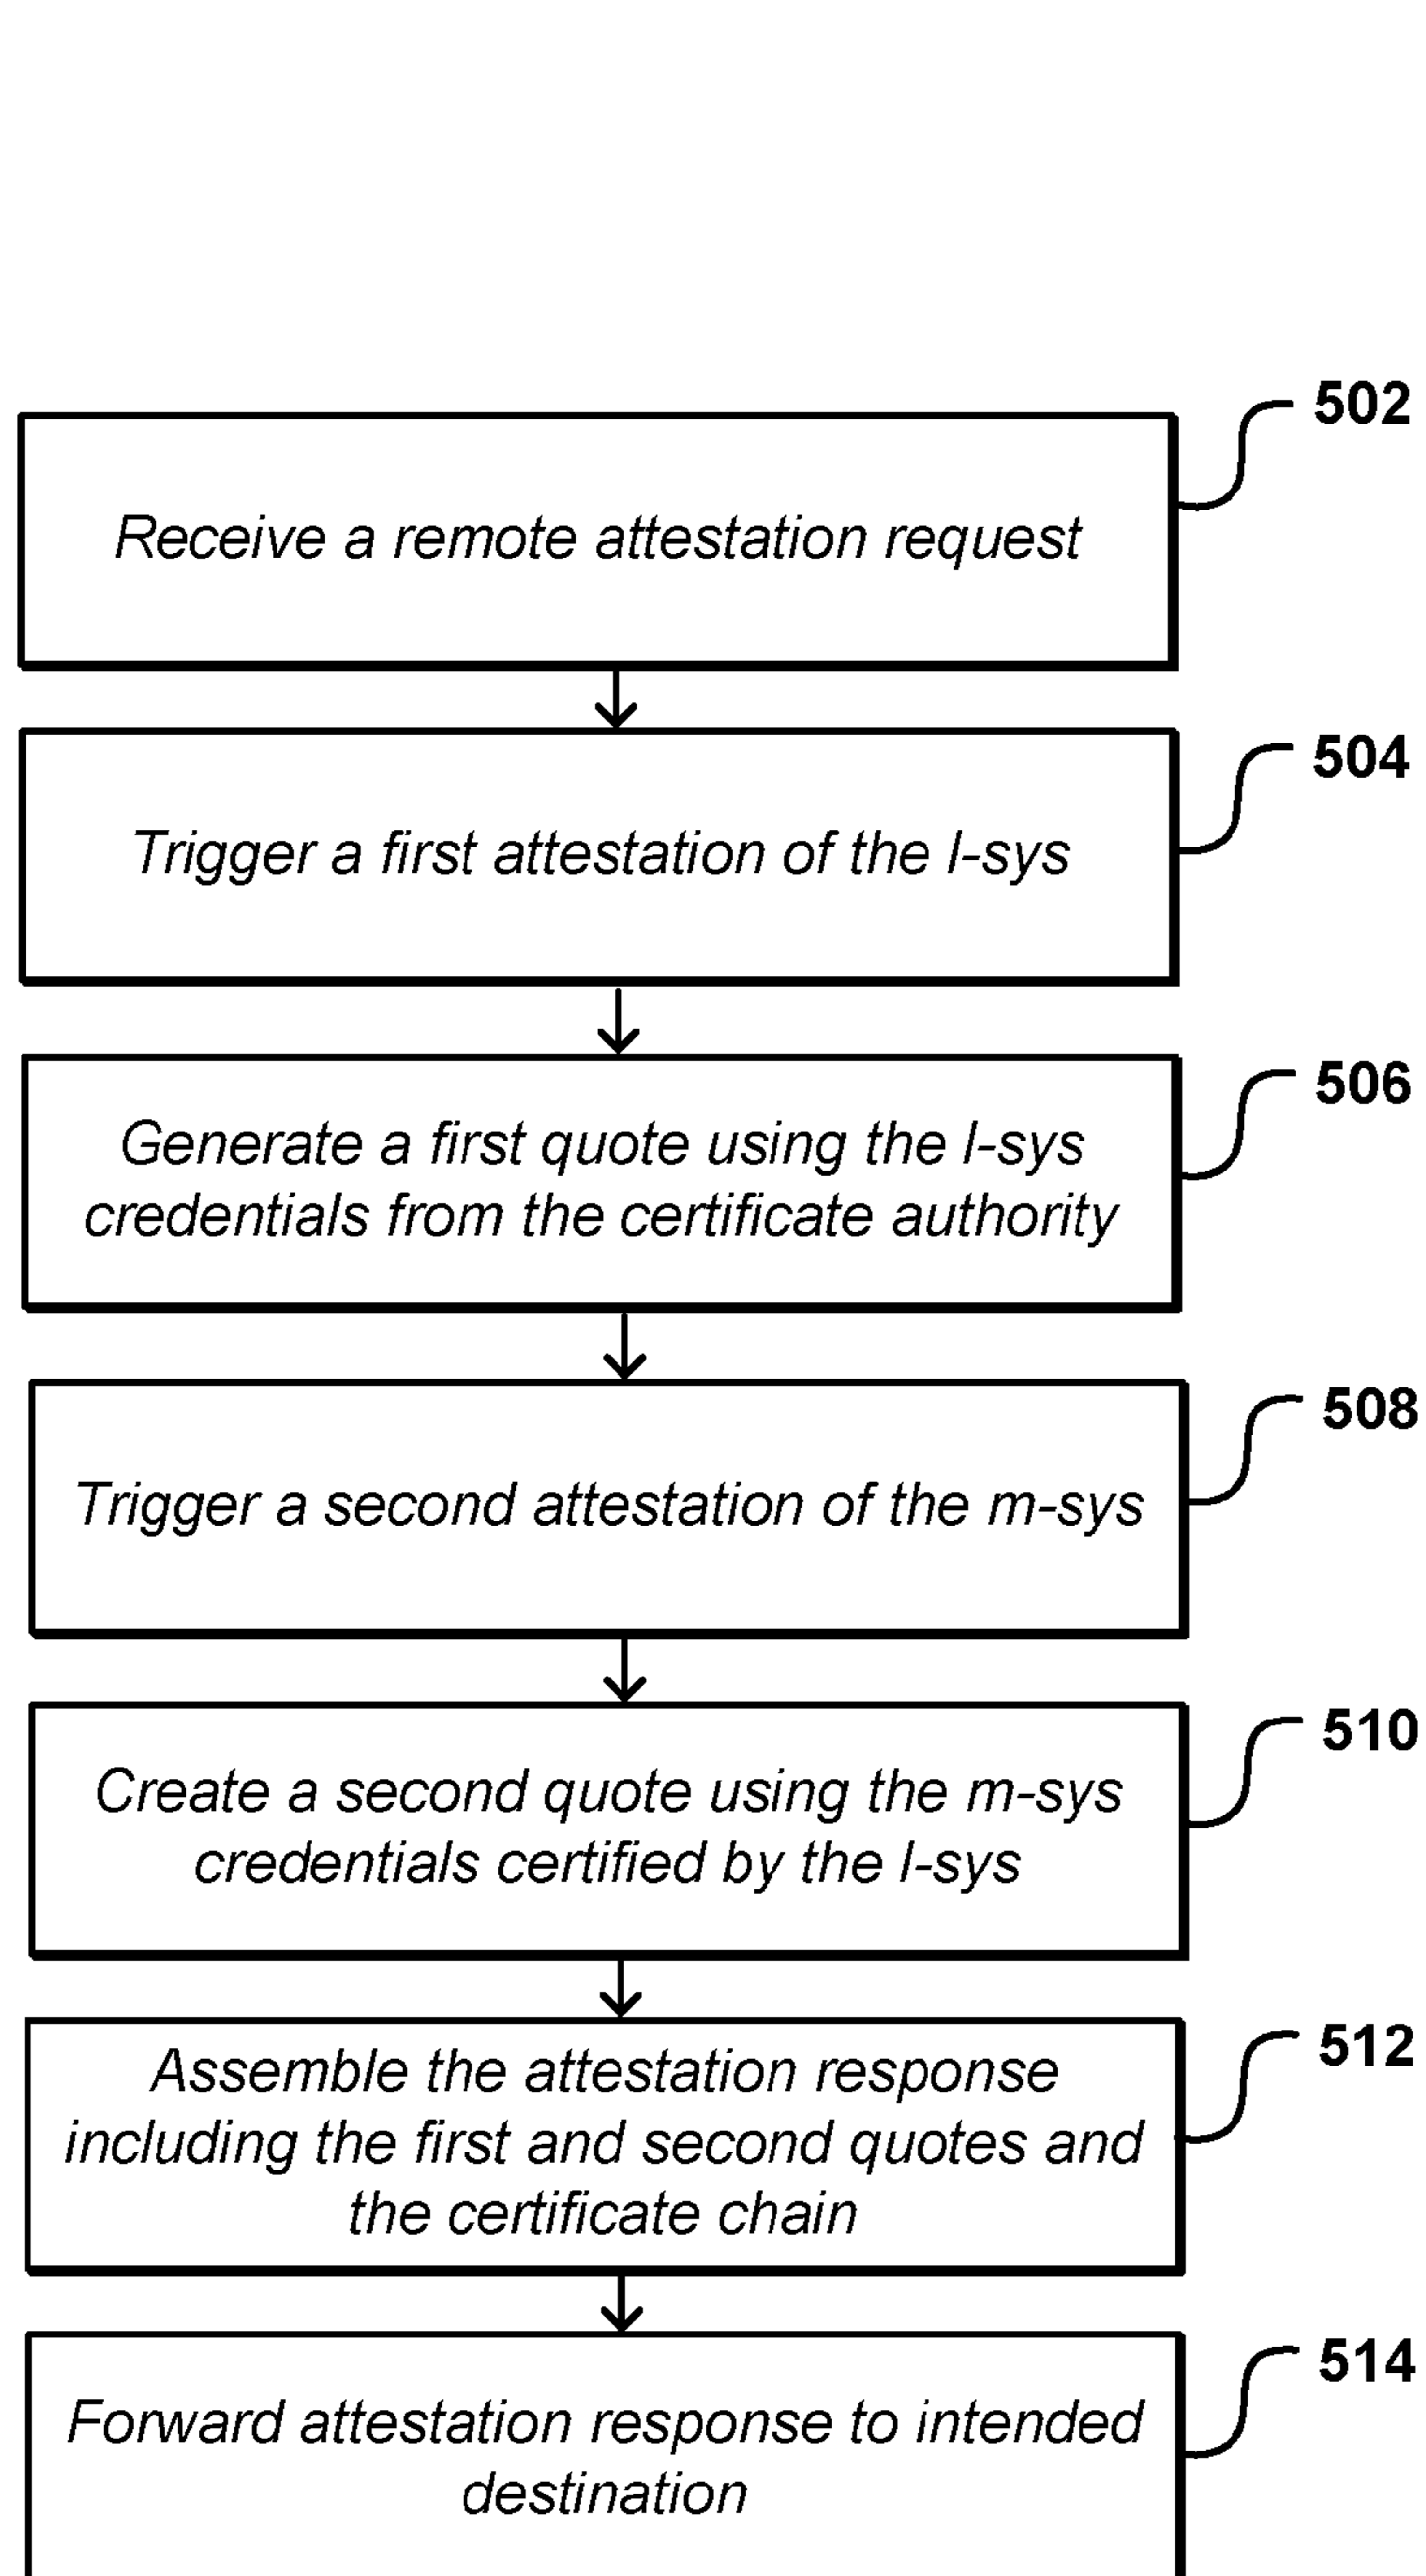 502
Receive a remote attestation request
504
Trigger a first attestation of the l-sys
506
Generate a first quote using the l-sys
credentials from the certificate authority
508
Trigger a second attestation of the m-sys
510
Create a second quote using the m-sys
credentials certified by the l-sys
512
Assemble the attestation response
including the first and second quotes and
the certificate chain
514
Forward attestation response to intended
destination